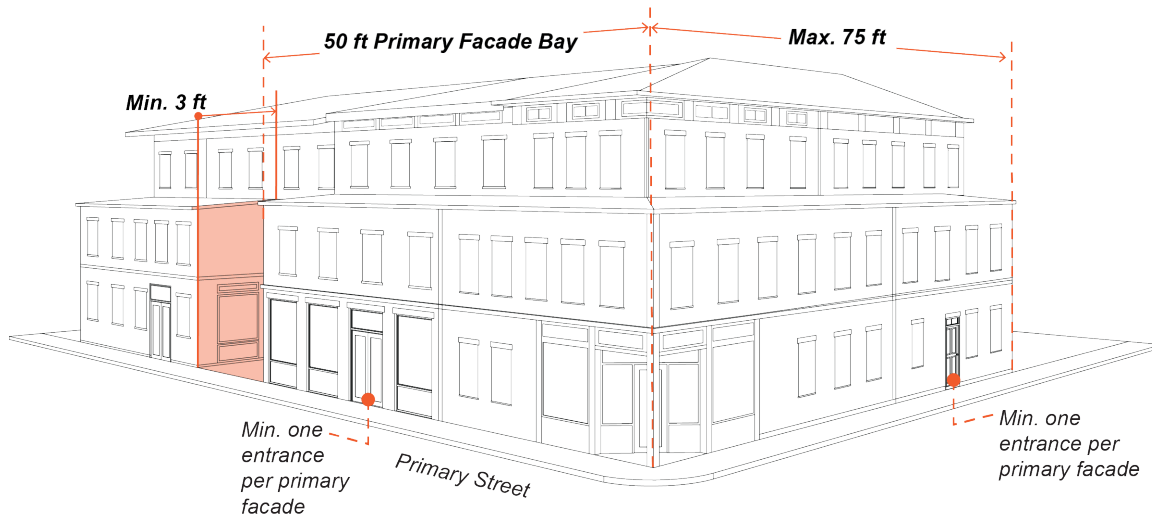 50 ft Primary Facade Bay
Max. 75 ft
Min. 3 ft
Min. one
entrance
per primary
facade
Primary Street
Min. one
entrance per
primary facade